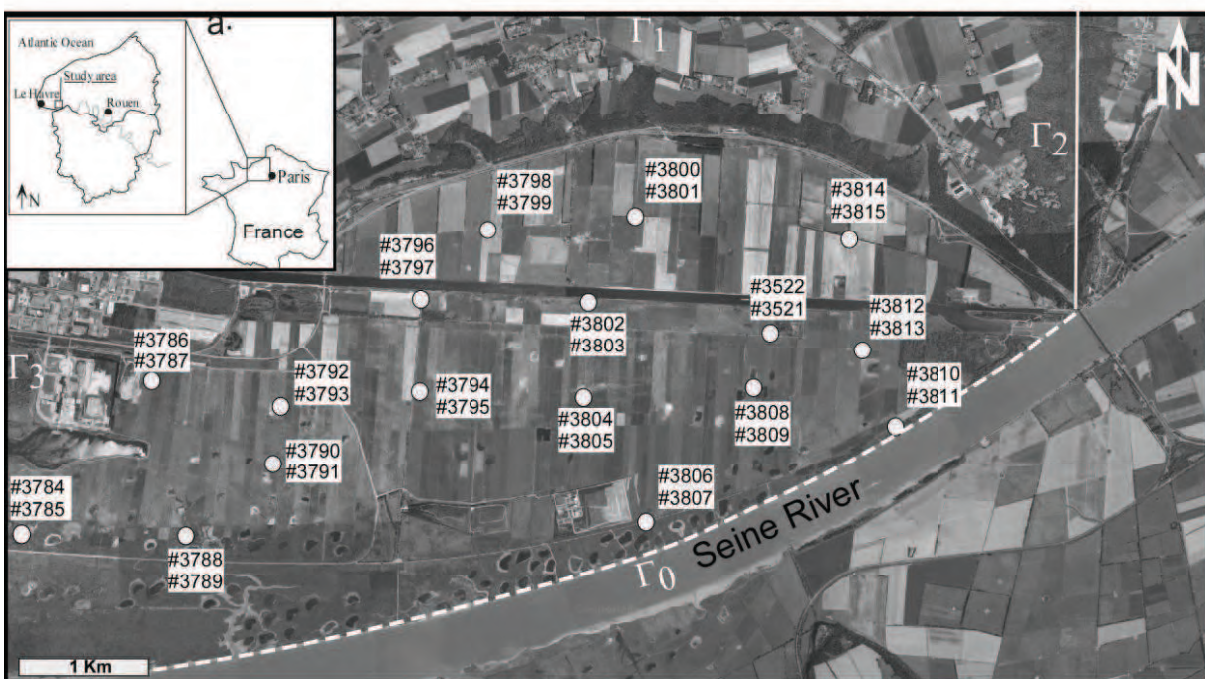 a.
Atlantic Ocean
Study area
Le Havre
Rouen
N
Paris
France
Γ1
Γ2
N
#3798
#3799
#3800
#3801
#3814
#3815
#3796
#3797
#3802
#3803
#3522
#3521
#3812
#3813
Γ3
#3786
#3787
#3792
#3793
#3794
#3795
#3804
#3805
#3808
#3809
#3810
#3811
#3790
#3791
#3784
#3785
#3788
#3789
#3806
#3807
Γ0
Seine River
1 Km